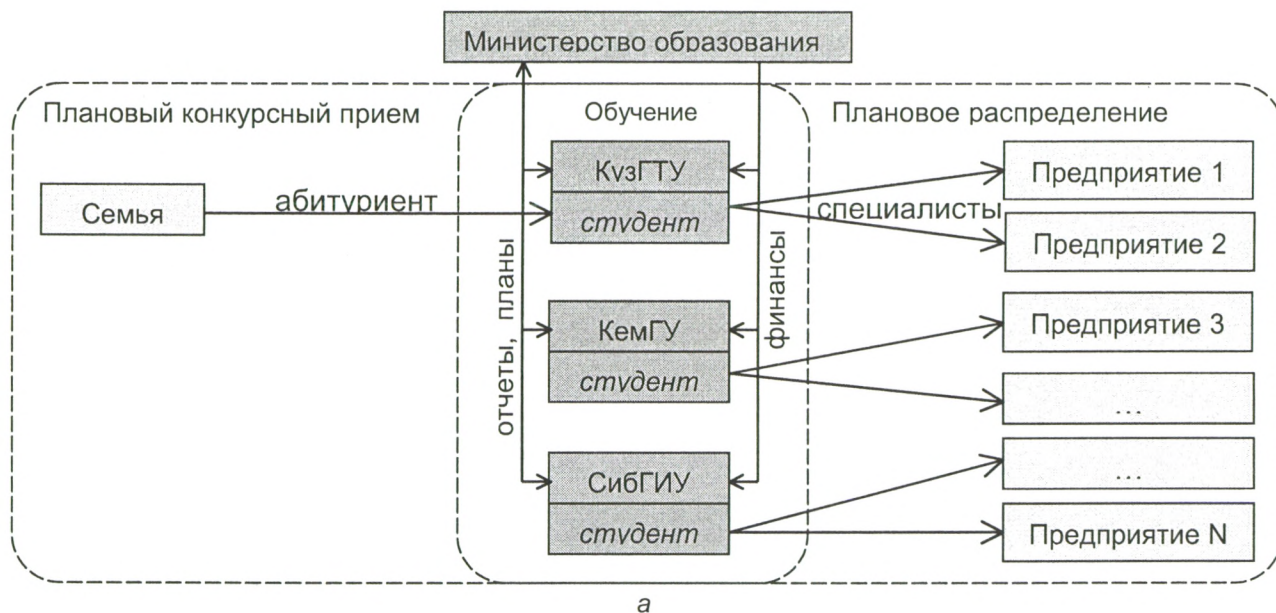 Министерство образования
Плановый конкурсный прием
Обучение
Плановое распределение
КузГТУ
студент
Семья
абитуриент
специалисты
Предприятие 1
Предприятие 2
отчеты, планы
финансы
КемГУ
студент
Предприятие 3
...
СибГИУ
студент
...
Предприятие N
а